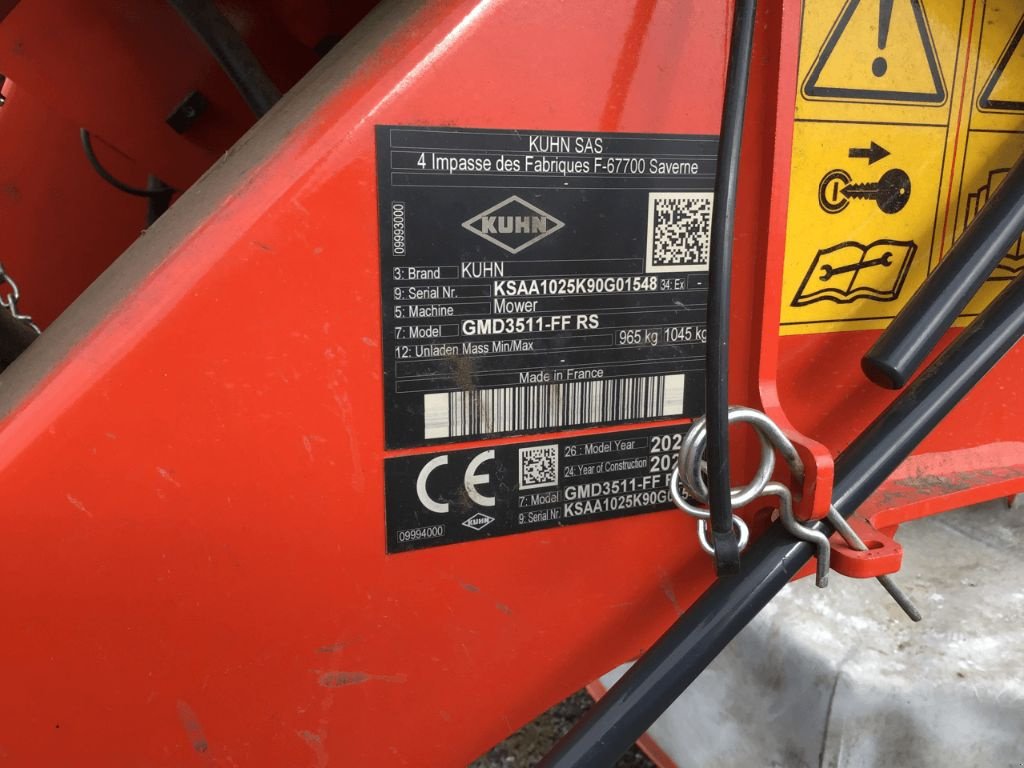 KUHN SAS
4 Impasse des Fabriques F-67700 Saverne
09993000
KUHN
3: Brand KUHN
9: Serial Nr. KSAA1025K90G01548 34: Ex -
5: Machine Mower
7: Model GMD3511-FF RS
12: Unladen Mass Min/Max 965 kg 1045 kg
Made in France
CE
KUHN
09994000
26: Model Year
24: Year of Construction
7: Model GMD3511-FF
9: Serial Nr.